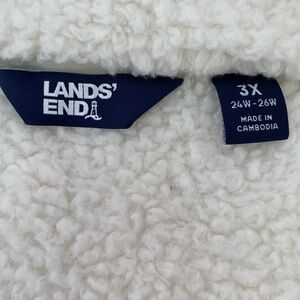 LANDS'
END
3X
24W-26W
MADE IN
CAMBODIA